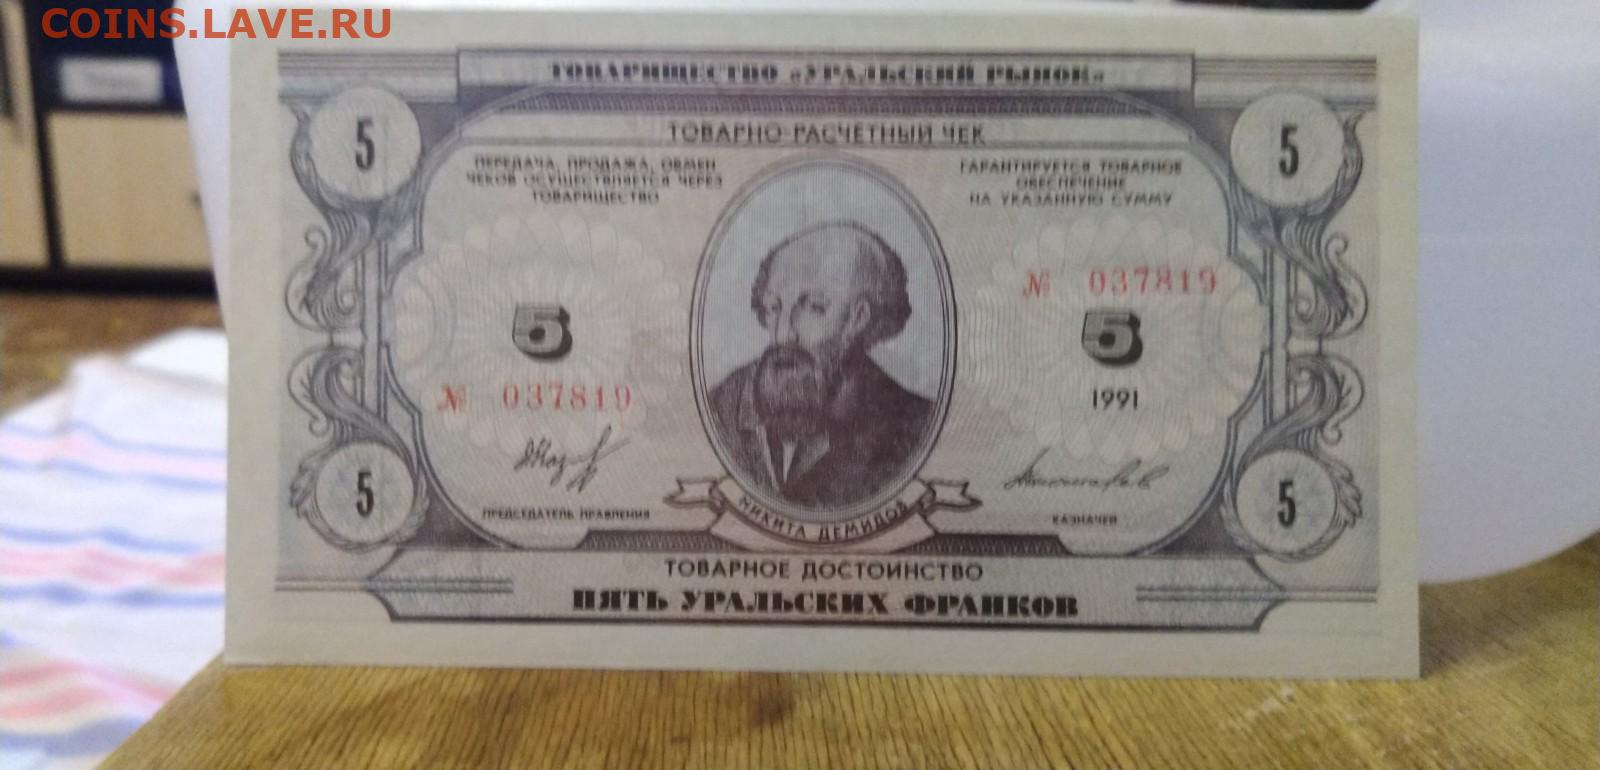 COINS.LAVE.RU
ТОВАРИЩЕСТВО «УРАЛЬСКИЙ РЫНОК»
ТОВАРНО-РАСЧЕТНЫЙ ЧЕК
5
5
ПЕРЕДАЧА, ПРОДАЖА, ОБМЕН
ЧЕКОВ ОСУЩЕСТВЛЯЕТСЯ ЧЕРЕЗ
ТОВАРИЩЕСТВО
ГАРАНТИРУЕТСЯ ТОВАРНОЕ
ОБЕСПЕЧЕНИЕ
НА УКАЗАННУЮ СУММУ
№ 037819
5
5
№ 037819
1991
5
5
ПРЕДСЕДАТЕЛЬ ПРАВЛЕНИЯ
НИКИТА ДЕМИДОВ
КАЗНАЧЕЙ
ТОВАРНОЕ ДОСТОИНСТВО
ПЯТЬ УРАЛЬСКИХ ФРАНКОВ